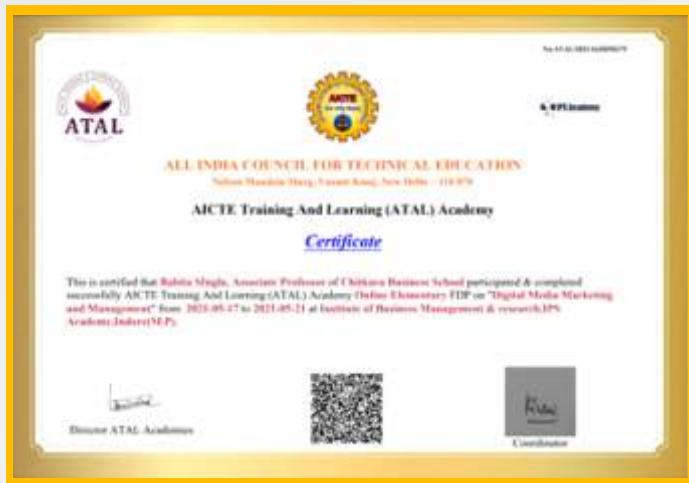 ATAL
AICTE
ALL INDIA COUNCIL FOR TECHNICAL EDUCATION
Nelson Mandela Marg, Vasant Kunj, New Delhi – 110 070
AICTE Training And Learning (ATAL) Academy
Certificate
This is certified that Babita Singla, Associate Professor of Chitkara Business School participated & completed
successfully AICTE Training And Learning (ATAL) Academy Online Elementary FDP on "Digital Media Marketing
and Management" from 2021-05-17 to 2021-05-21 at Institute of Business Management & research,IPS
Academy,Indore(M.P).
Director ATAL Academies
Coordinator